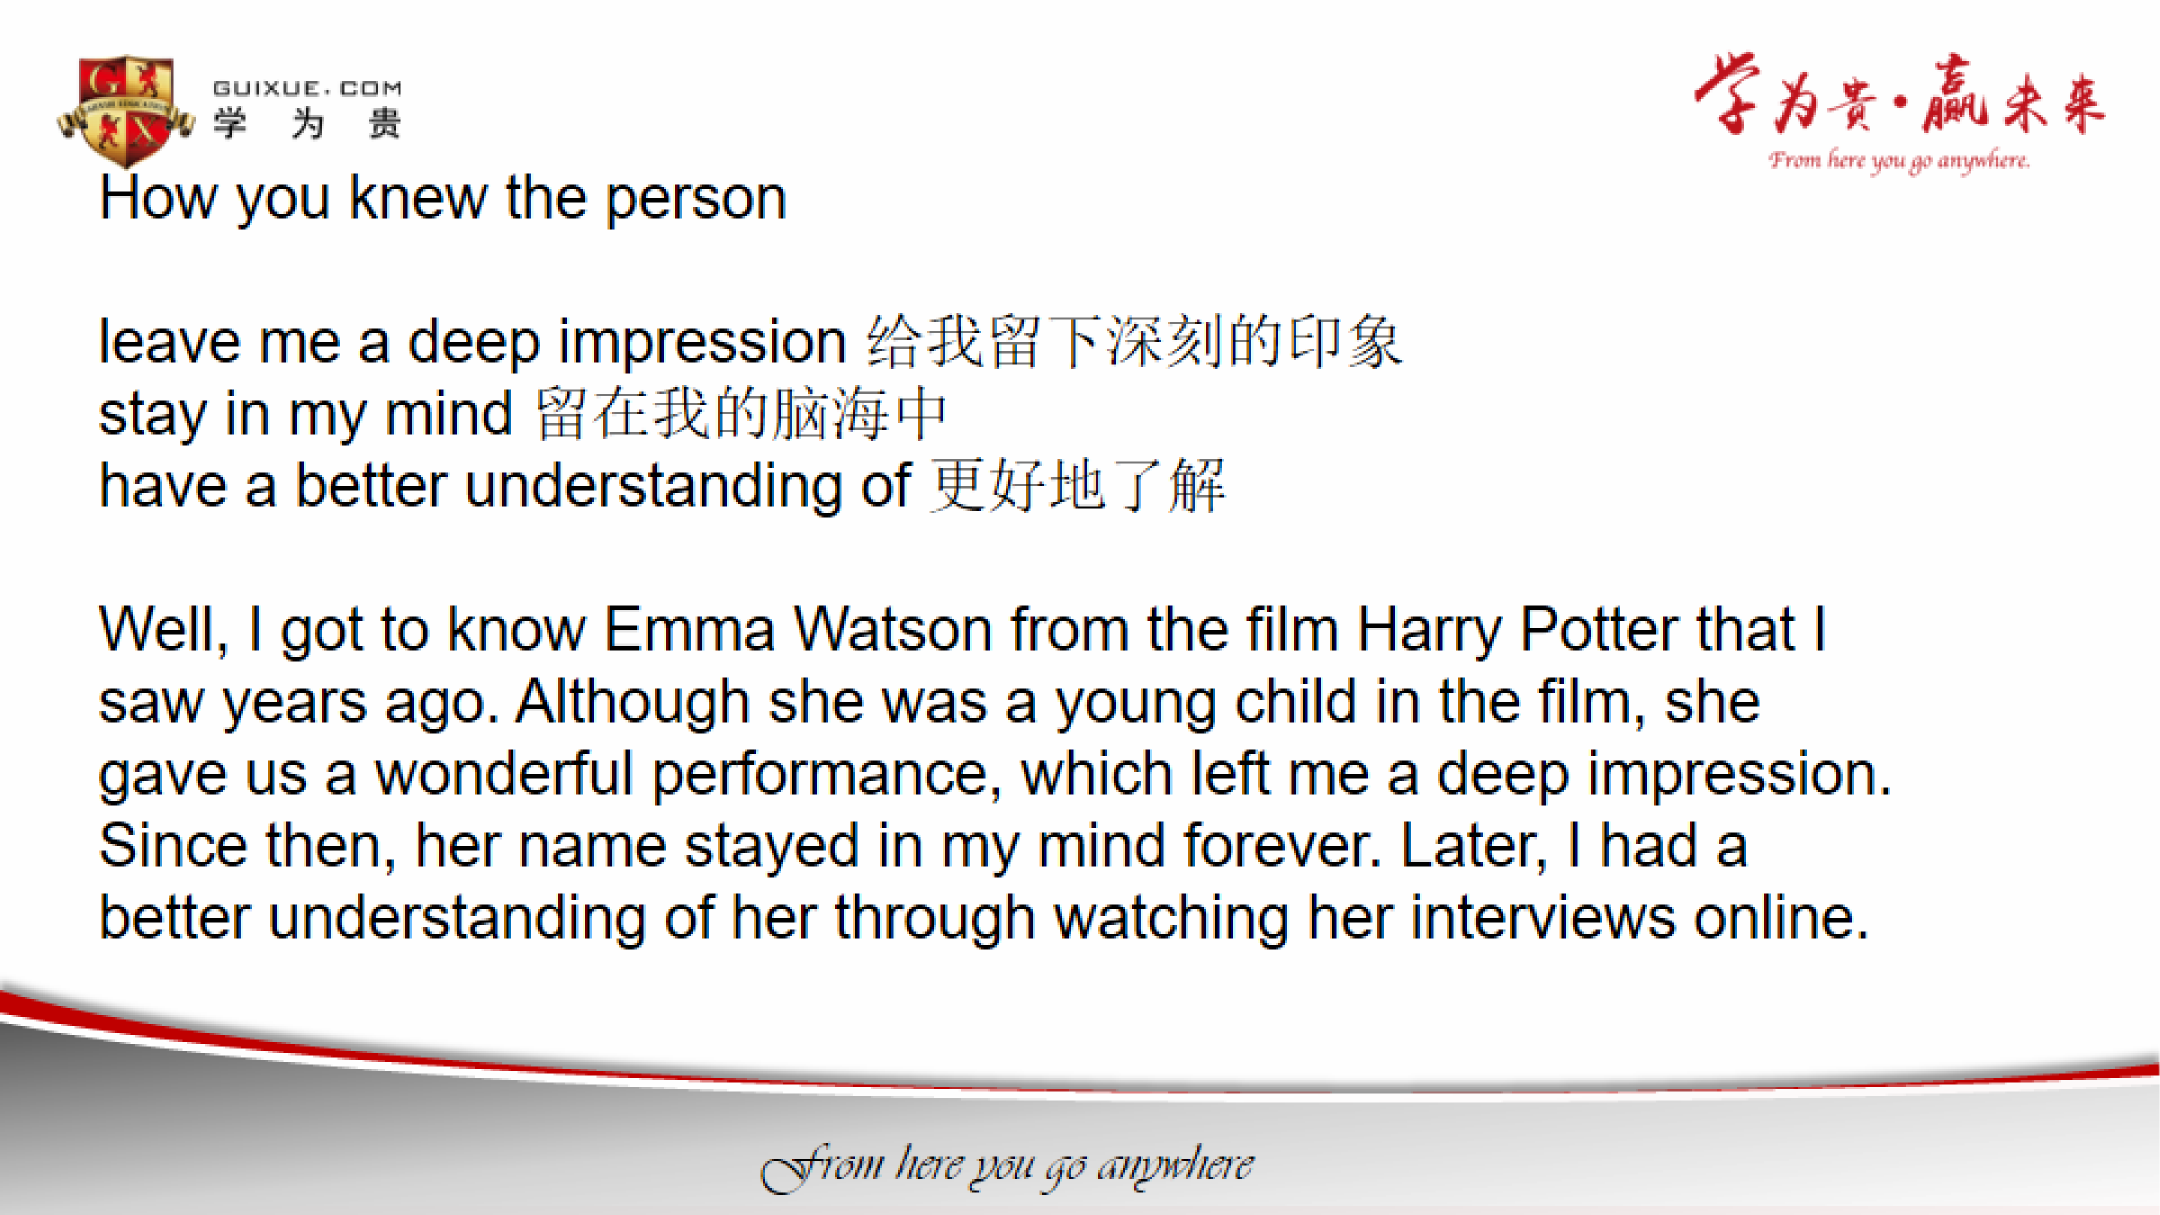 GUIXUE.COM
学为贵
学为贵·赢未来
From here you go anywhere.
How you knew the person
leave me a deep impression 给我留下深刻的印象
stay in my mind 留在我的脑海中
have a better understanding of 更好地了解
Well, I got to know Emma Watson from the film Harry Potter that I
saw years ago. Although she was a young child in the film, she
gave us a wonderful performance, which left me a deep impression.
Since then, her name stayed in my mind forever. Later, I had a
better understanding of her through watching her interviews online.
From here you go anywhere